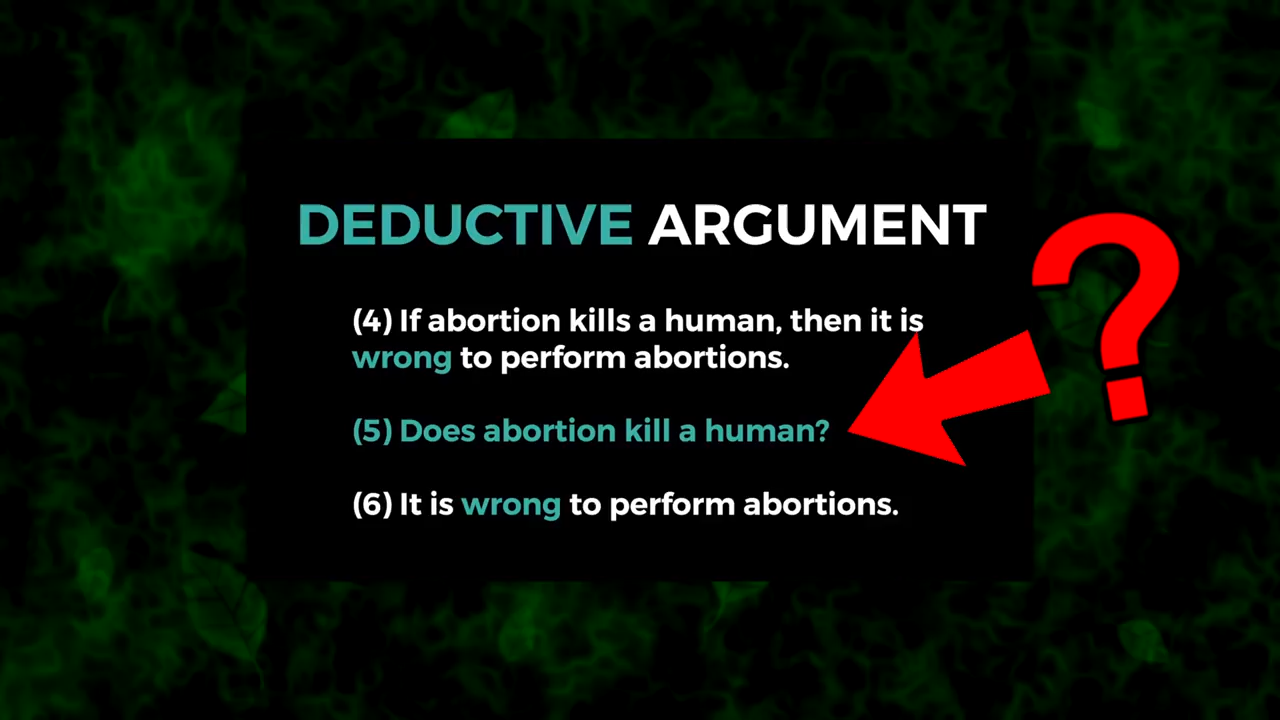 DEDUCTIVE ARGUMENT
(4) If abortion kills a human, then it is
wrong to perform abortions.
(5) Does abortion kill a human?
(6) It is wrong to perform abortions.
?